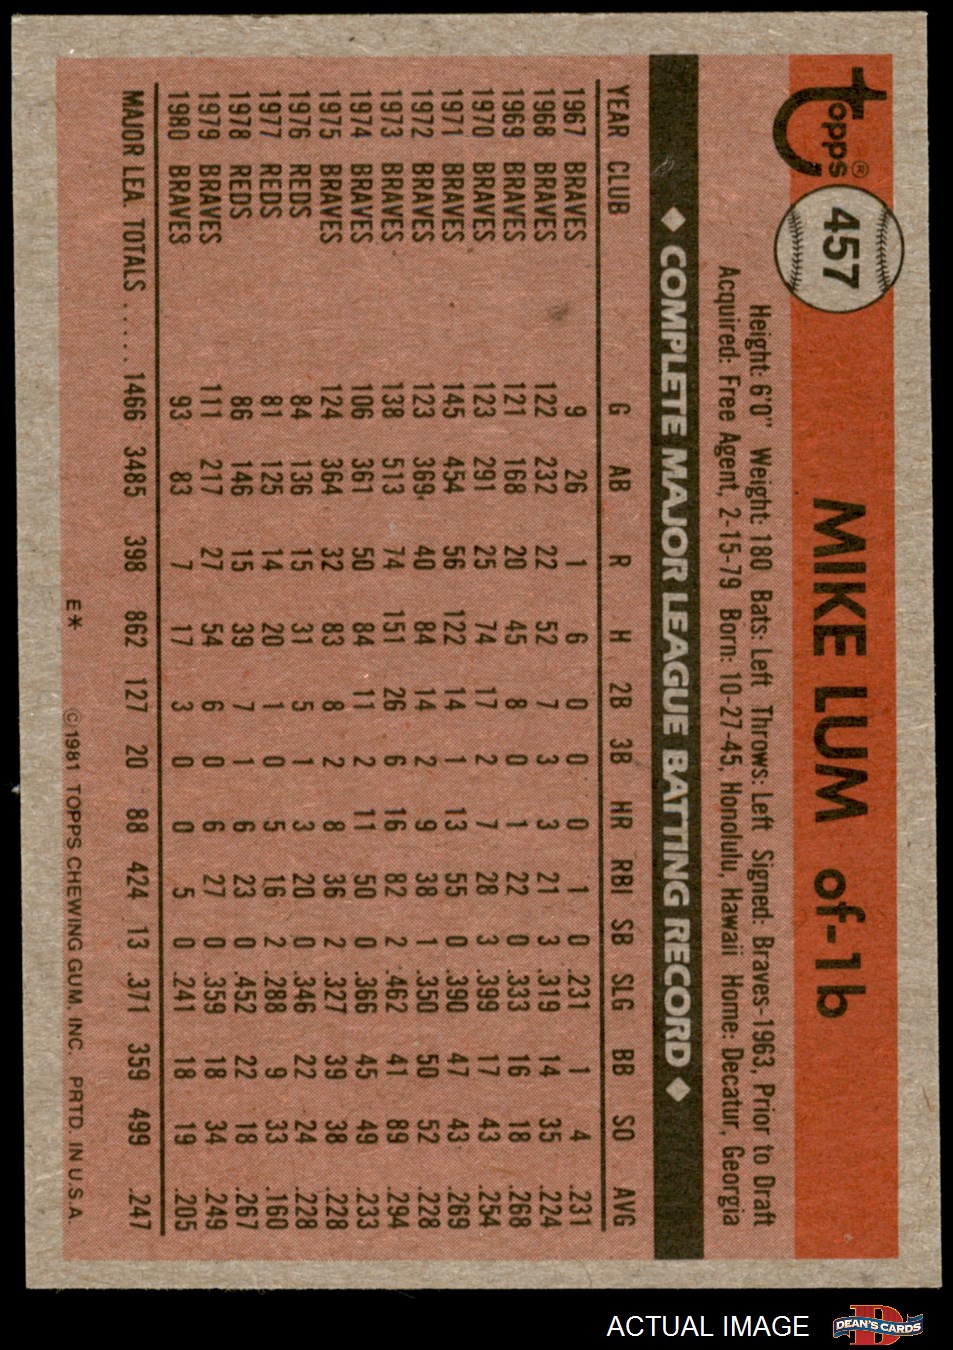 Topps®
457
MIKE LUM of-1b
Height: 6'0" Weight: 180 Bats: Left Throws: Left Signed: Braves-1963, Prior to Draft
Acquired: Free Agent, 2-15-79 Born: 10-27-45, Honolulu, Hawaii Home: Decatur, Georgia
◆ COMPLETE MAJOR LEAGUE BATTING RECORD ◆
YEAR CLUB G AB R H 2B 3B HR RBI SB SLG BB SO AVG
1967 BRAVES 9 26 1 6 0 0 0 1 0 .231 1 4 .231
1968 BRAVES 122 232 22 52 7 3 3 21 3 .319 14 35 .224
1969 BRAVES 121 168 20 45 8 0 1 22 0 .333 16 18 .268
1970 BRAVES 123 291 25 74 17 2 7 28 3 .399 17 43 .254
1971 BRAVES 145 454 56 122 14 1 13 55 0 .390 47 43 .269
1972 BRAVES 123 369 40 84 14 2 9 38 1 .350 50 52 .228
1973 BRAVES 138 513 74 151 26 6 16 82 2 .462 41 89 .294
1974 BRAVES 106 361 50 84 11 2 11 50 0 .366 45 49 .233
1975 BRAVES 124 364 32 83 8 2 8 36 2 .327 39 38 .228
1976 REDS 84 136 15 31 5 1 3 20 0 .346 22 24 .228
1977 REDS 81 125 14 20 1 0 5 16 2 .288 9 33 .160
1978 REDS 86 146 15 39 7 1 6 23 0 .452 22 18 .267
1979 BRAVES 111 217 27 54 6 0 6 27 0 .359 18 34 .249
1980 BRAVES 93 83 7 17 3 0 0 5 0 .241 18 19 .205
MAJOR LEA. TOTALS ..... 1466 3485 398 862 127 20 88 424 13 .371 359 499 .247
E* ©1981 TOPPS CHEWING GUM, INC. PRTD. IN U.S.A.
ACTUAL IMAGE
D
DEAN'S CARDS